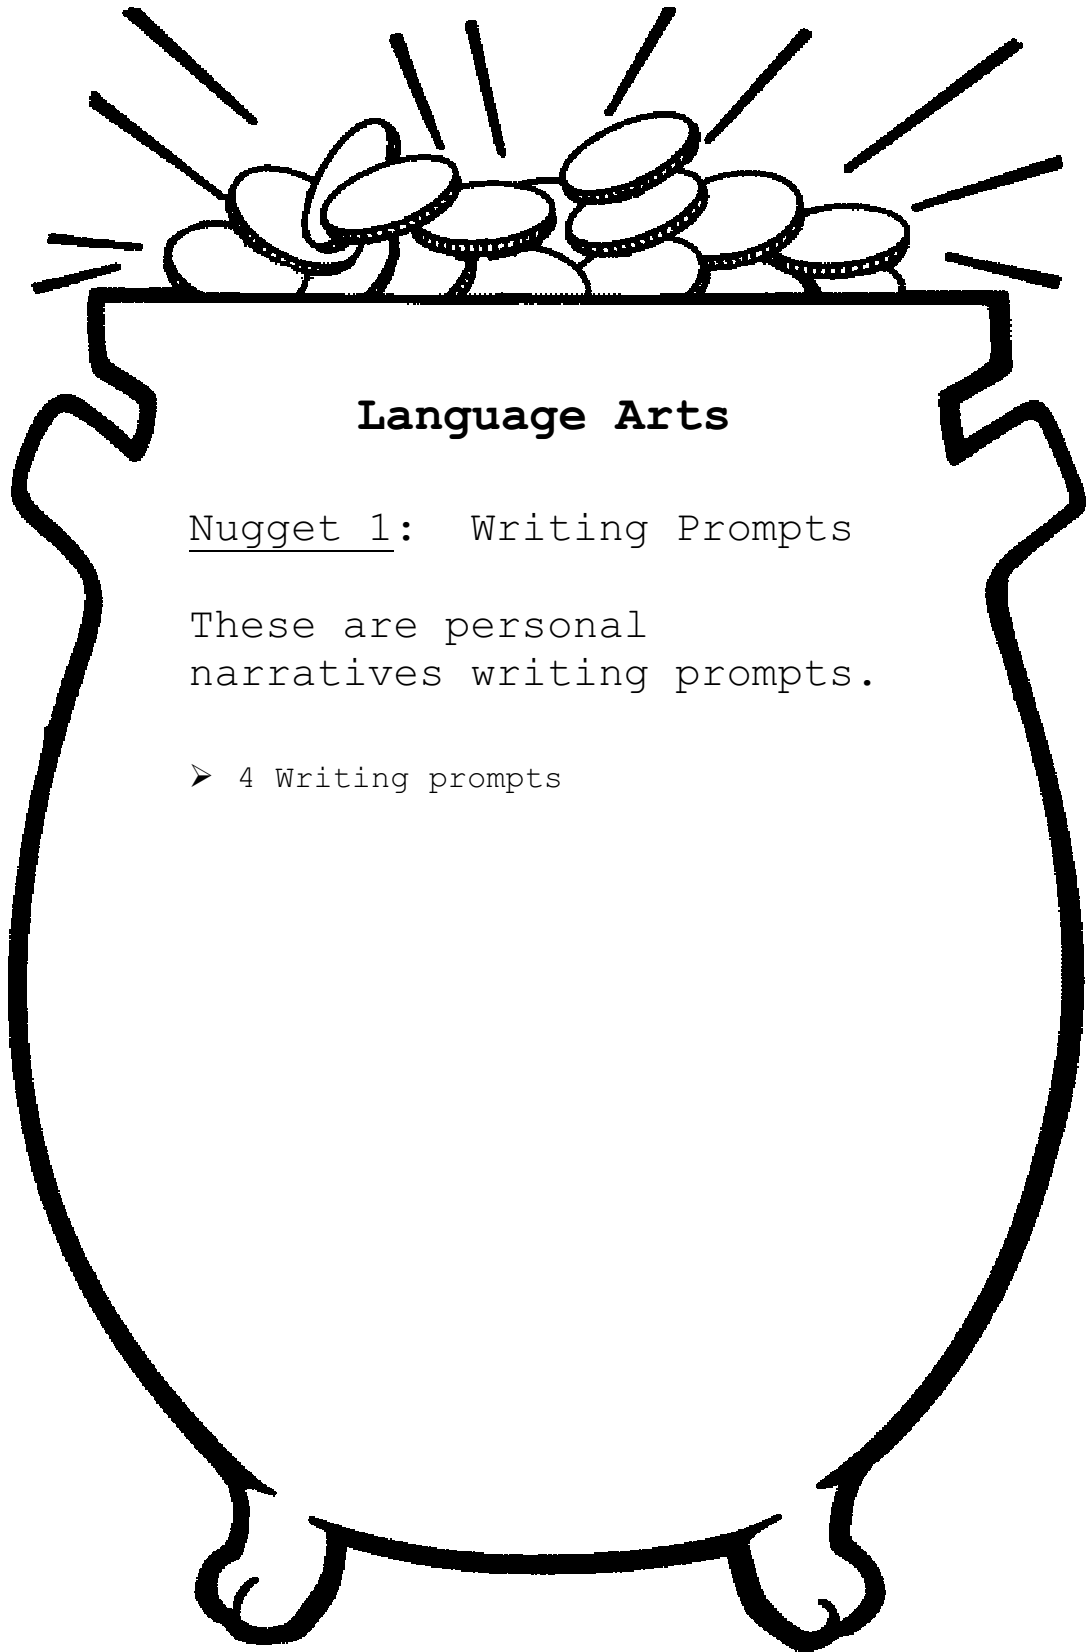 Language Arts
Nugget 1:  Writing Prompts
These are personal
narratives writing prompts.
➢ 4 Writing prompts